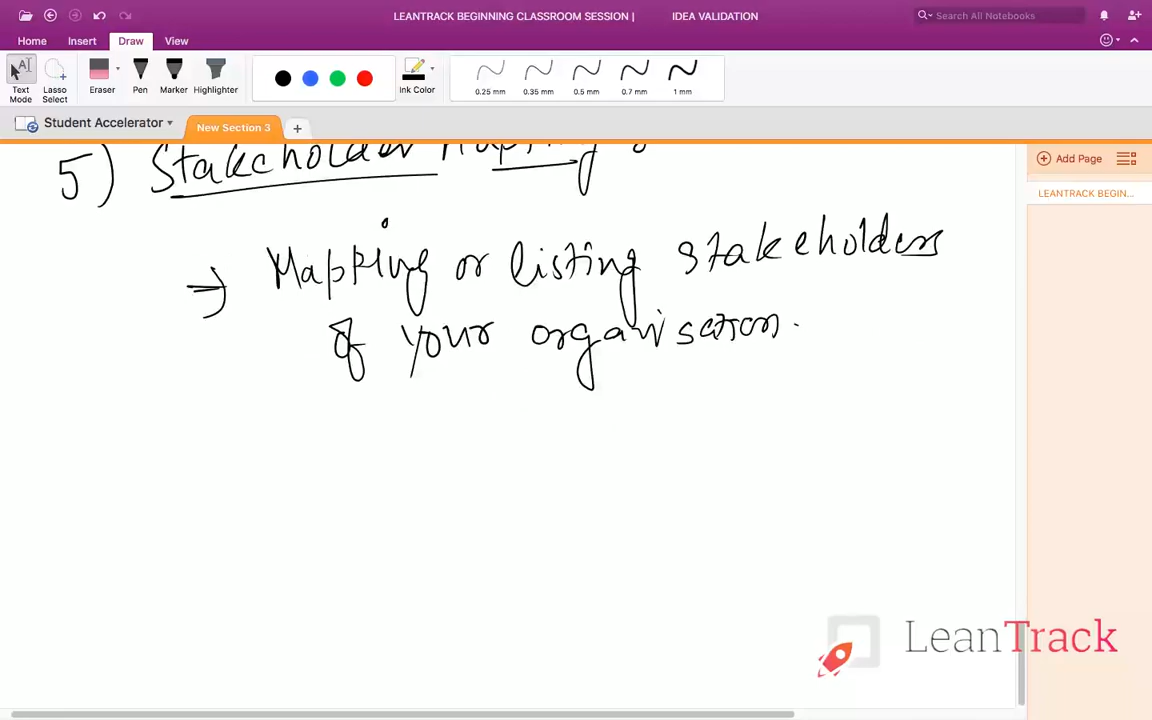 LEANTRACK BEGINNING CLASSROOM SESSION | IDEA VALIDATION
Search All Notebooks
Home Insert Draw View
Text Mode
Lasso Select
Eraser
Pen
Marker
Highlighter
Ink Color
0.25 mm
0.35 mm
0.5 mm
0.7 mm
1 mm
Student Accelerator
New Section 3
+
Add Page
LEANTRACK BEGIN...
5) Stakeholder Mapping :
→ Mapping or listing stakeholders
of your organisation.
LeanTrack